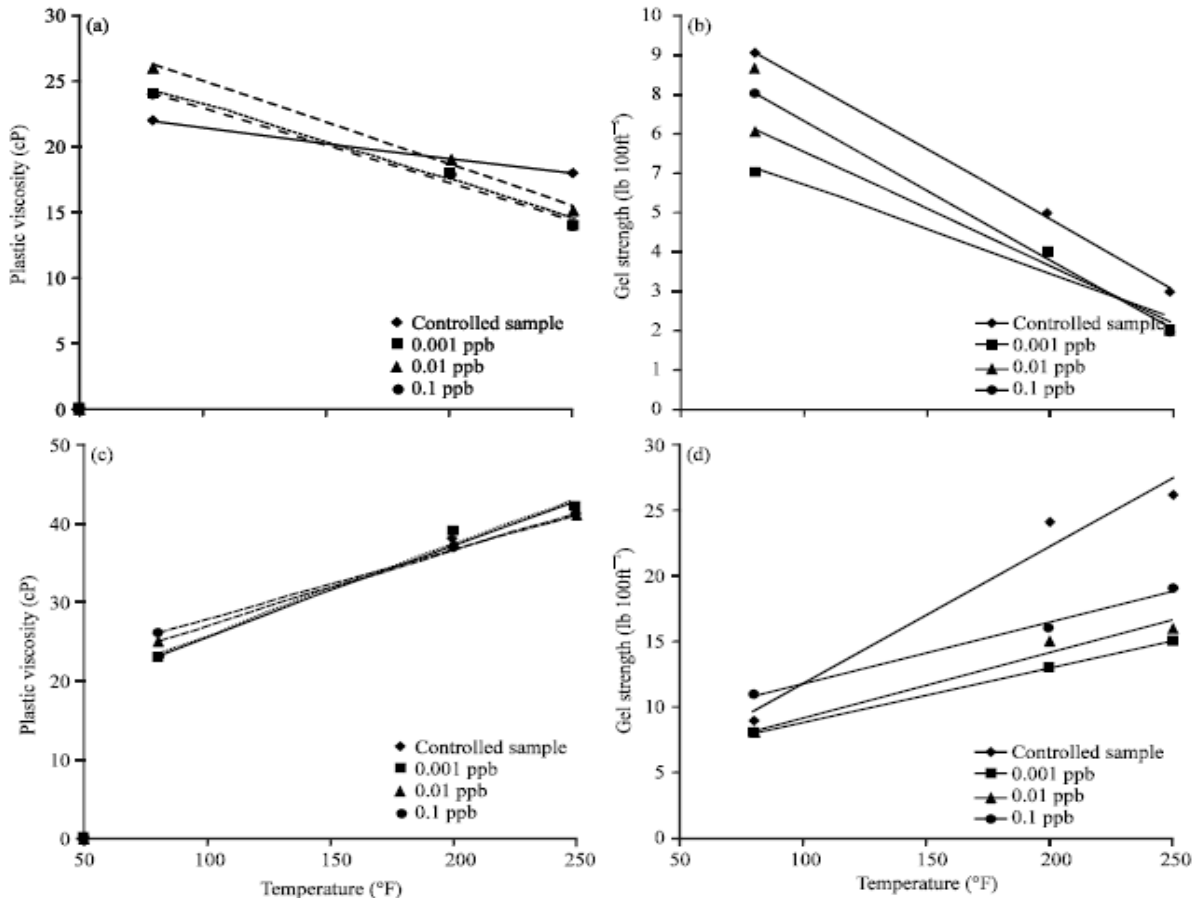 (a)
30
25
20
15
10
5
0
Plastic viscosity (cP)
Controlled sample
0.001 ppb
0.01 ppb
0.1 ppb
(b)
0
9
8
6
7
5
4
3
2
1
0
Gel strength (Ib 100ft⁻²)
Controlled sample
0.001 ppb
0.01 ppb
0.1 ppb
(c)
50
40
30
20
10
0
Plastic viscosity (cP)
Controlled sample
0.001 ppb
0.01 ppb
0.1 ppb
50 100 150 200 250
Temperature (°F)
(d)
30
25
20
15
10
5
0
Gel strength (Ib 100ft⁻²)
Controlled sample
0.001 ppb
0.01 ppb
0.1 ppb
50 100 150 200 250
Temperature (°F)